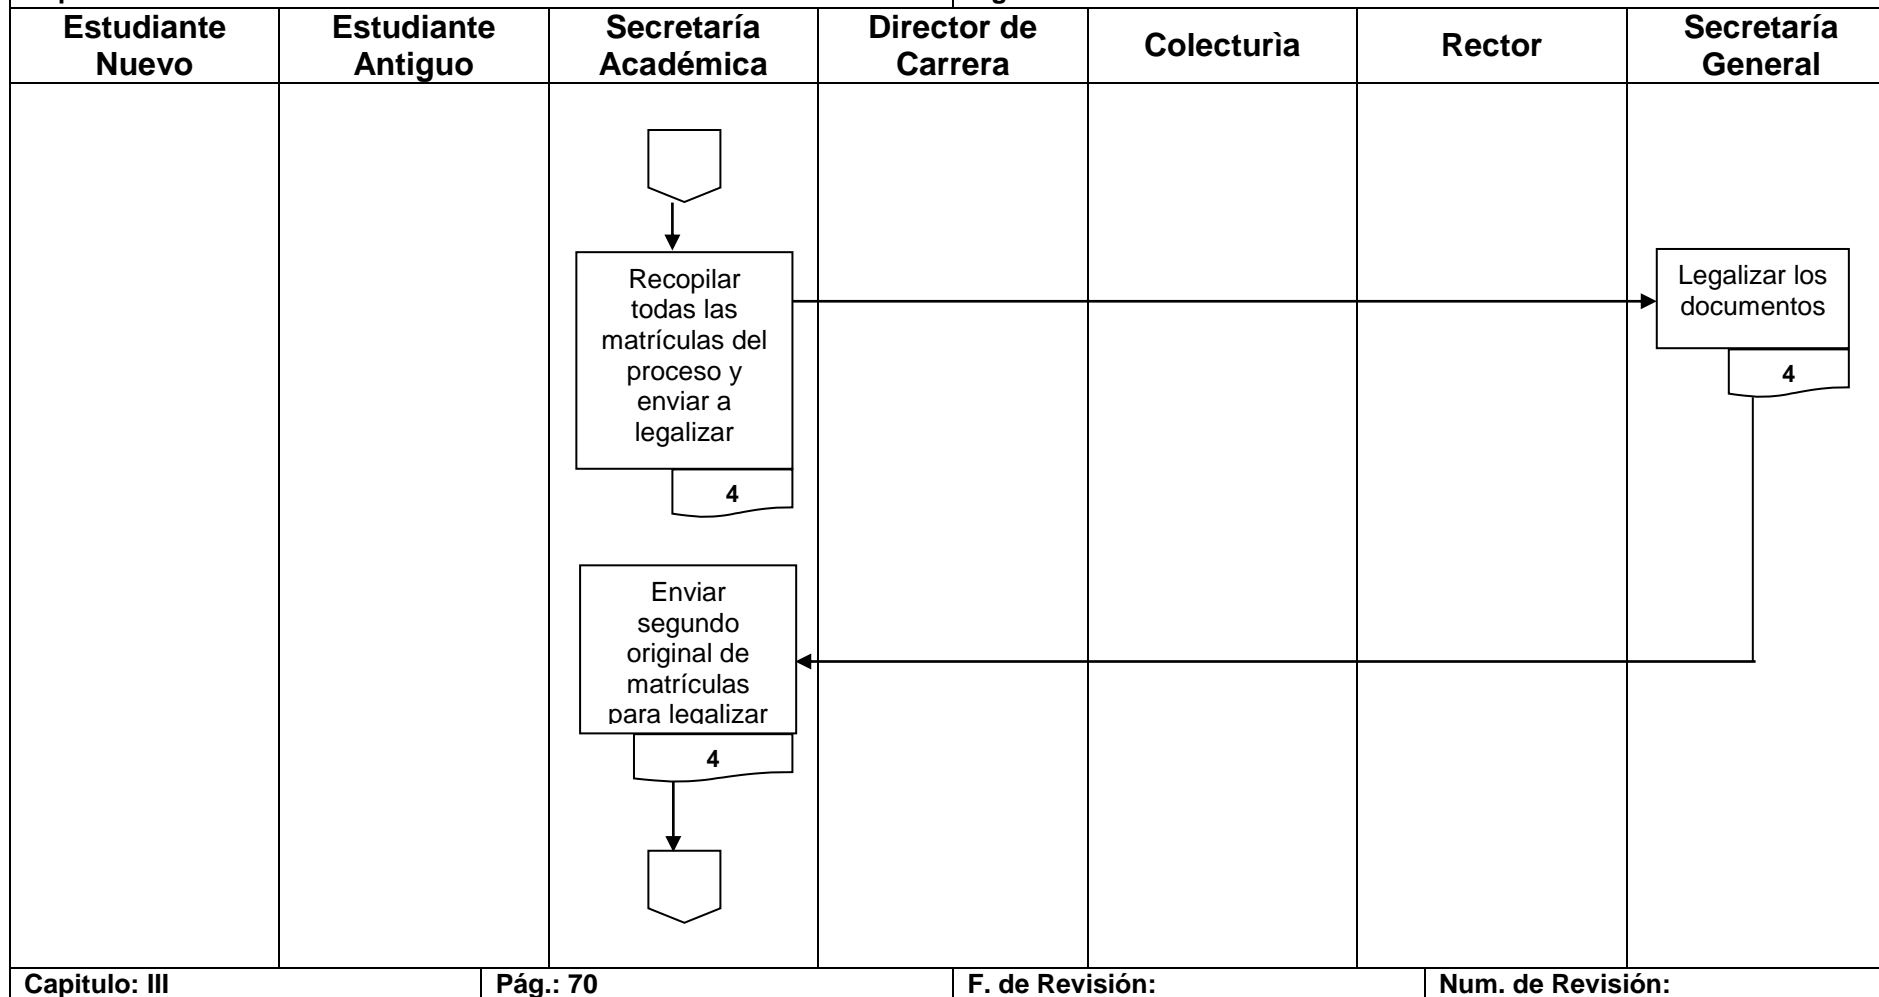 Estudiante
Nuevo
Estudiante
Antiguo
Secretaría
Académica
Director de
Carrera
Colecturìa
Rector
Secretaría
General
Recopilar
todas las
matrículas del
proceso y
enviar a
legalizar
4
Legalizar los
documentos
4
Enviar
segundo
original de
matrículas
para legalizar
4
Capitulo: III
Pág.: 70
F. de Revisión:
Num. de Revisión: